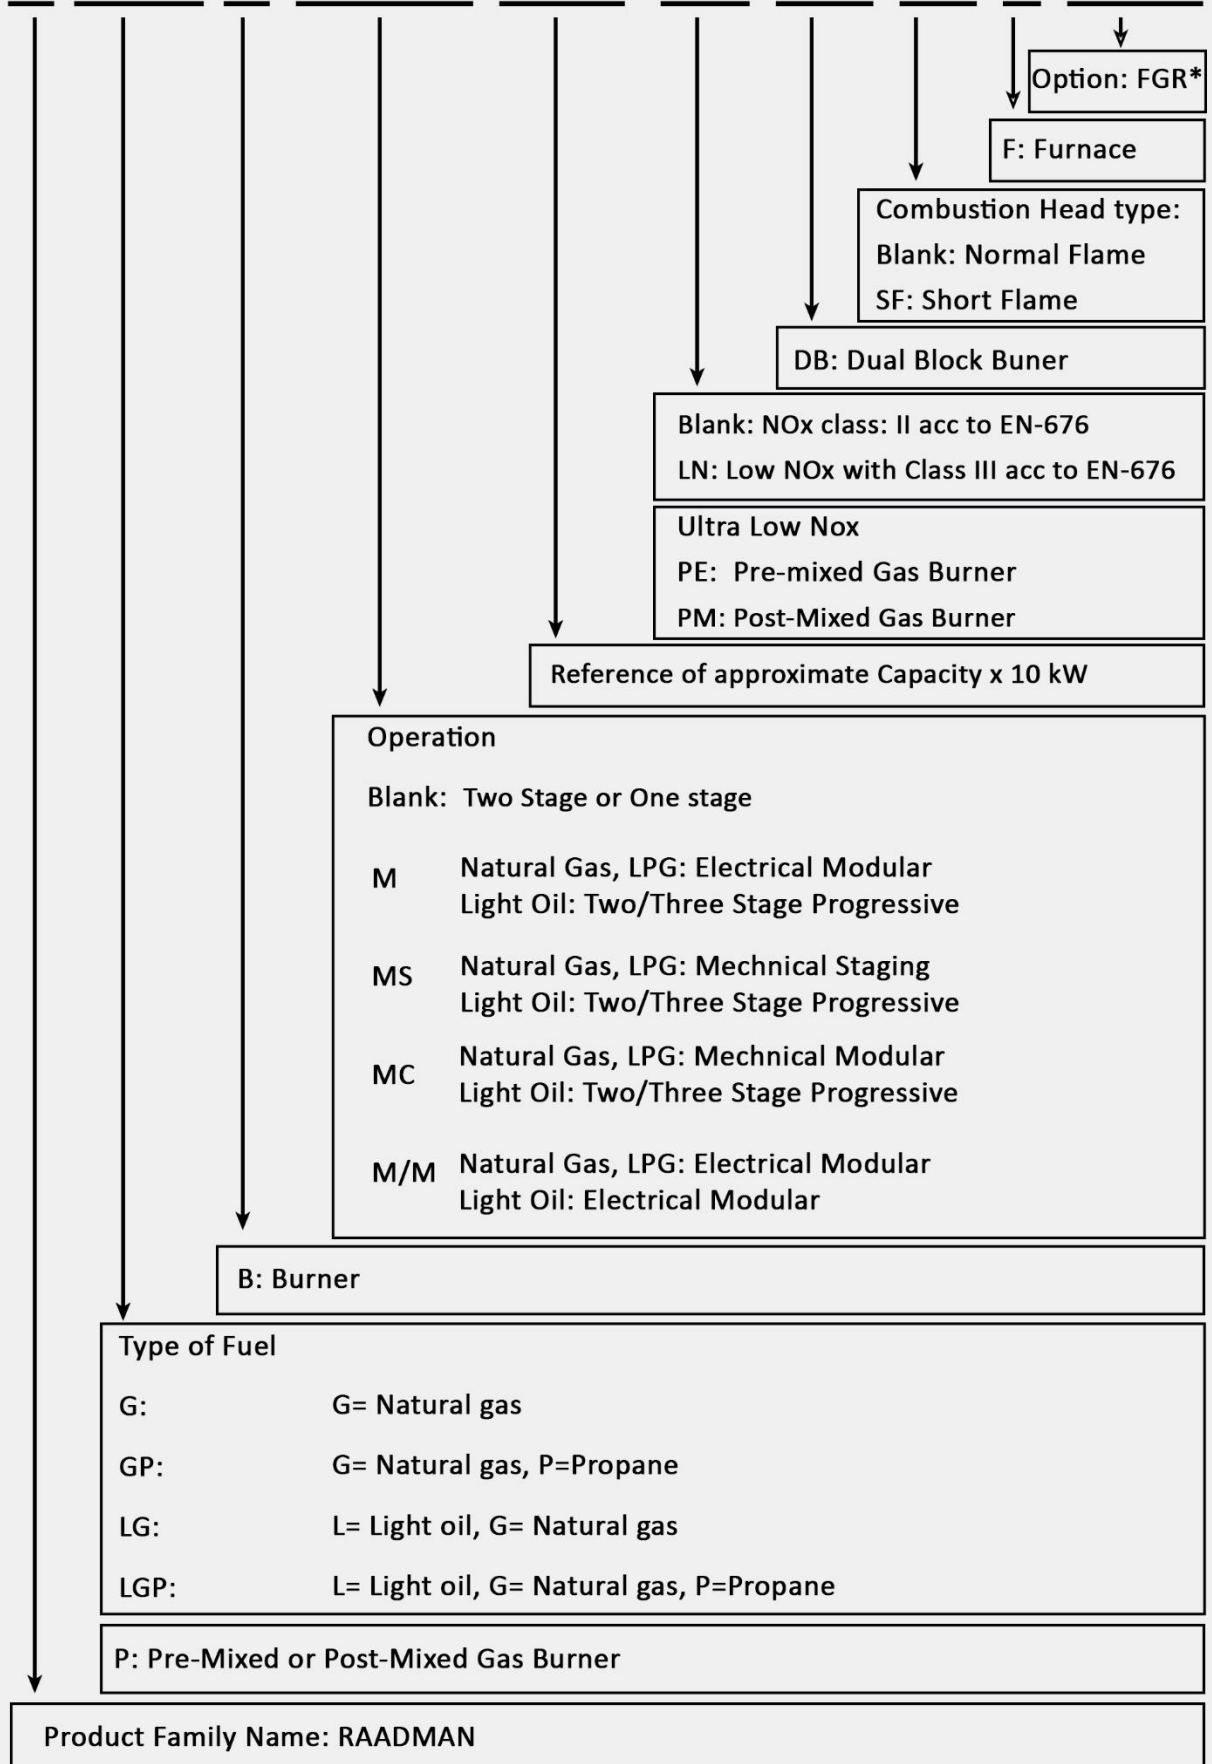 Option: FGR*
F: Furnace
Combustion Head type:
Blank: Normal Flame
SF: Short Flame
DB: Dual Block Buner
Blank: NOx class: II acc to EN-676
LN: Low NOx with Class III acc to EN-676
Ultra Low Nox
PE: Pre-mixed Gas Burner
PM: Post-Mixed Gas Burner
Reference of approximate Capacity x 10 kW
Operation
Blank: Two Stage or One stage
M Natural Gas, LPG: Electrical Modular
Light Oil: Two/Three Stage Progressive
MS Natural Gas, LPG: Mechnical Staging
Light Oil: Two/Three Stage Progressive
MC Natural Gas, LPG: Mechnical Modular
Light Oil: Two/Three Stage Progressive
M/M Natural Gas, LPG: Electrical Modular
Light Oil: Electrical Modular
B: Burner
Type of Fuel
G: G= Natural gas
GP: G= Natural gas, P=Propane
LG: L= Light oil, G= Natural gas
LGP: L= Light oil, G= Natural gas, P=Propane
P: Pre-Mixed or Post-Mixed Gas Burner
Product Family Name: RAADMAN